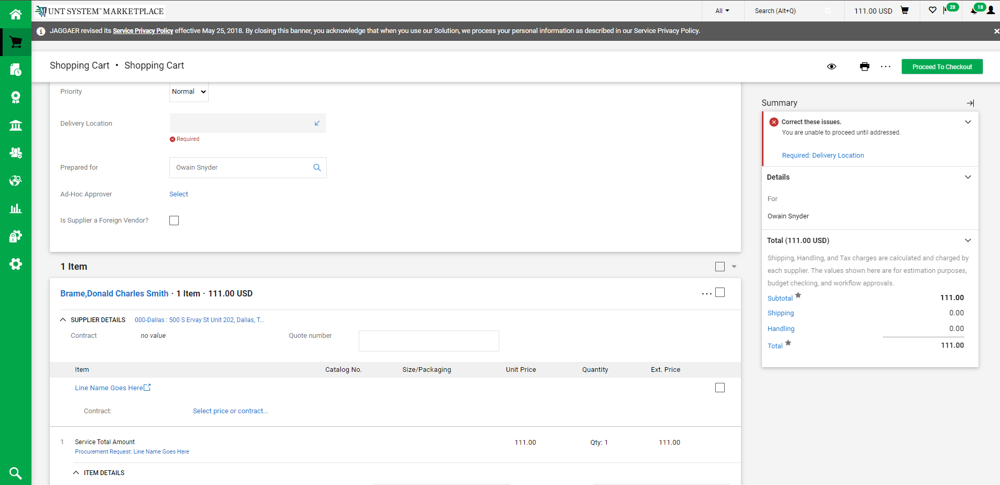 UNT SYSTEM™ MARKETPLACE
All
Search (Alt+Q)
111.00 USD
28
18
JAGGAER revised its Service Privacy Policy effective May 25, 2018. By closing this banner, you acknowledge that when you use our Solution, we process your personal information as described in our Service Privacy Policy.
Shopping Cart • Shopping Cart
Proceed To Checkout
Priority
Normal
Delivery Location
Required
Prepared for
Owain Snyder
Ad-Hoc Approver
Select
Is Supplier a Foreign Vendor?
1 Item
Brame,Donald Charles Smith · 1 Item · 111.00 USD
SUPPLIER DETAILS 000-Dallas : 500 S Ervay St Unit 202, Dallas, T...
Contract no value Quote number
Item Catalog No. Size/Packaging Unit Price Quantity Ext. Price
Line Name Goes Here
Contract: Select price or contract...
1 Service Total Amount 111.00 Qty: 1 111.00
Procurement Request: Line Name Goes Here
ITEM DETAILS
Summary
Correct these issues.
You are unable to proceed until addressed.
Required: Delivery Location
Details
For
Owain Snyder
Total (111.00 USD)
Shipping, Handling, and Tax charges are calculated and charged by
each supplier. The values shown here are for estimation purposes,
budget checking, and workflow approvals.
Subtotal 111.00
Shipping 0.00
Handling 0.00
Total 111.00